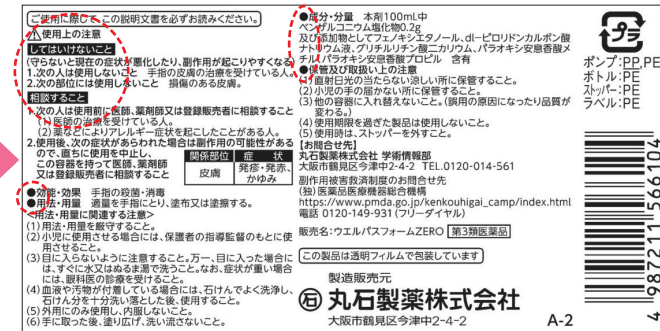 ご使用に際して、この説明文書を必ずお読みください。
使用上の注意
してはいけないこと
(守らないと現在の症状が悪化したり、副作用が起こりやすくなる)
1.次の人は使用しないこと 手指の皮膚の治療を受けている人。
2.次の部位には使用しないこと 損傷のある皮膚。
相談すること
1.次の人は使用前に医師、薬剤師又は登録販売者に相談すること
(1)医師の治療を受けている人。
(2)薬などによりアレルギー症状を起こしたことがある人。
2.使用後、次の症状があらわれた場合は副作用の可能性がある
ので、直ちに使用を中止し、
この容器を持って医師、薬剤師
又は登録販売者に相談すること
関係部位 症 状
皮膚 発疹・発赤、
かゆみ
●効能・効果 手指の殺菌・消毒
●用法・用量 適量を手指にとり、塗布又は塗擦する。
<用法・用量に関連する注意>
(1)用法・用量を厳守すること。
(2)小児に使用させる場合には、保護者の指導監督のもとに使
用させること。
(3)目に入らないように注意すること。万一、目に入った場合に
は、すぐに水又はぬるま湯で洗うこと。なお、症状が重い場合
には、眼科医の診療を受けること。
(4)血液や汚物が付着している場合には、石けんでよく洗浄し、
石けん分を十分洗い落とした後、使用すること。
(5)外用にのみ使用し、内服しないこと。
(6)手に取った後、塗り広げ、洗い流さないこと。
●成分・分量 本剤100mL中
ベンザルコニウム塩化物0.2g
及び添加物としてフェノキシエタノール、dl-ピロリドンカルボン酸
ナトリウム液、グリチルリチン酸二カリウム、パラオキシ安息香酸メ
チル、パラオキシ安息香酸プロピル 含有
●保管及び取扱い上の注意
(1)直射日光の当たらない涼しい所に保管すること。
(2)小児の手の届かない所に保管すること。
(3)他の容器に入れ替えないこと。(誤用の原因になったり品質が
変わる。)
(4)使用期限を過ぎた製品は使用しないこと。
(5)使用時は、ストッパーを外すこと。
【お問合せ先】
丸石製薬株式会社 学術情報部
大阪市鶴見区今津中2-4-2 TEL.0120-014-561
副作用被害救済制度のお問合せ先
(独)医薬品医療機器総合機構
https://www.pmda.go.jp/kenkouhigai_camp/index.html
電話 0120-149-931(フリーダイヤル)
販売名:ウエルパスフォームZERO 第3類医薬品
この製品は透明フィルムで包装しています
製造販売元
石 丸石製薬株式会社
大阪市鶴見区今津中2-4-2
A-2
プラ
ポンプ:PP,PE
ボトル:PE
ストッパー:PE
ラベル:PE
4 987211 566104